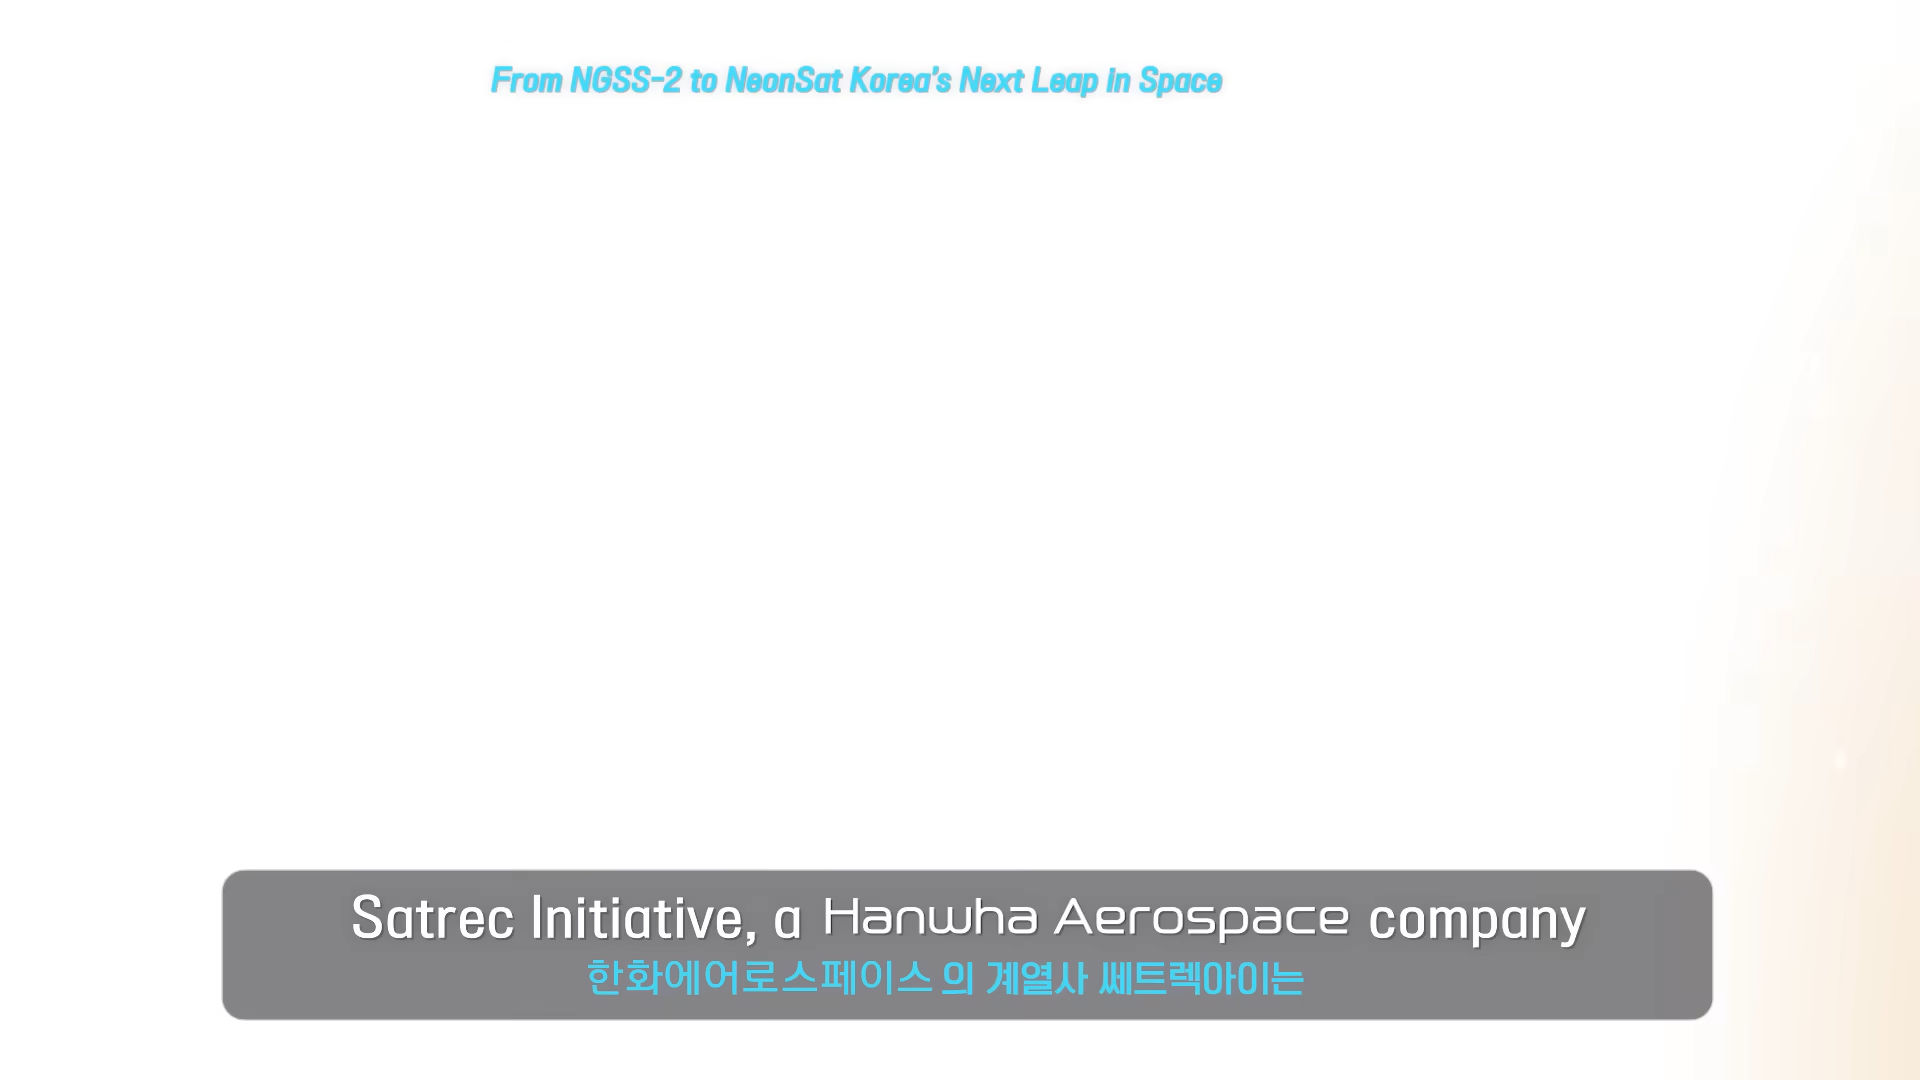 From NGSS-2 to NeonSat Korea's Next Leap in Space
Satrec Initiative, a Hanwha Aerospace company
한화에어로스페이스 의 계열사 쎄트렉아이는